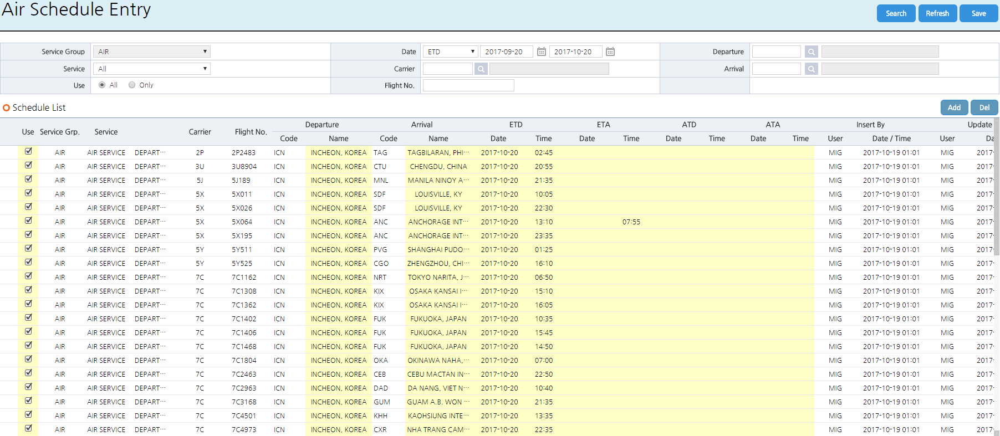 Air Schedule Entry
Search Refresh Save
Service Group AIR Date ETD 2017-09-20 2017-10-20 Departure
Service All Carrier Arrival
Use All Only Flight No.
Schedule List Add Del
Departure Arrival ETD ETA ATD ATA Insert By Update
Use Service Grp. Service Carrier Flight No.
Code Name Code Name Date Time Date Time Date Time Date Time User Date / Time User Da
AIR AIR SERVICE DEPART··· 2P 2P2483 ICN INCHEON, KOREA TAG TAGBILARAN, PHI··· 2017-10-20 02:45 MIG 2017-10-19 01:01 MIG 2017-
AIR AIR SERVICE DEPART··· 3U 3U8904 ICN INCHEON, KOREA CTU CHENGDU, CHINA 2017-10-20 20:55 MIG 2017-10-19 01:01 MIG 2017-
AIR AIR SERVICE DEPART··· 5J 5J189 ICN INCHEON, KOREA MNL MANILA NINOY A··· 2017-10-20 21:35 MIG 2017-10-19 01:01 MIG 2017-
AIR AIR SERVICE DEPART··· 5X 5X011 ICN INCHEON, KOREA SDF LOUISVILLE, KY 2017-10-20 10:05 MIG 2017-10-19 01:01 MIG 2017-
AIR AIR SERVICE DEPART··· 5X 5X026 ICN INCHEON, KOREA SDF LOUISVILLE, KY 2017-10-20 22:30 MIG 2017-10-19 01:01 MIG 2017-
AIR AIR SERVICE DEPART··· 5X 5X064 ICN INCHEON, KOREA ANC ANCHORAGE INT··· 2017-10-20 13:10 07:55 MIG 2017-10-19 01:01 MIG 2017-
AIR AIR SERVICE DEPART··· 5X 5X195 ICN INCHEON, KOREA ANC ANCHORAGE INT··· 2017-10-20 23:35 MIG 2017-10-19 01:01 MIG 2017-
AIR AIR SERVICE DEPART··· 5Y 5Y511 ICN INCHEON, KOREA PVG SHANGHAI PUDO··· 2017-10-20 01:25 MIG 2017-10-19 01:01 MIG 2017-
AIR AIR SERVICE DEPART··· 5Y 5Y525 ICN INCHEON, KOREA CGO ZHENGZHOU, CHI··· 2017-10-20 16:10 MIG 2017-10-19 01:01 MIG 2017-
AIR AIR SERVICE DEPART··· 7C 7C1162 ICN INCHEON, KOREA NRT TOKYO NARITA, J··· 2017-10-20 06:50 MIG 2017-10-19 01:01 MIG 2017-
AIR AIR SERVICE DEPART··· 7C 7C1308 ICN INCHEON, KOREA KIX OSAKA KANSAI I··· 2017-10-20 15:10 MIG 2017-10-19 01:01 MIG 2017-
AIR AIR SERVICE DEPART··· 7C 7C1362 ICN INCHEON, KOREA KIX OSAKA KANSAI I··· 2017-10-20 16:05 MIG 2017-10-19 01:01 MIG 2017-
AIR AIR SERVICE DEPART··· 7C 7C1402 ICN INCHEON, KOREA FUK FUKUOKA, JAPAN 2017-10-20 10:35 MIG 2017-10-19 01:01 MIG 2017-
AIR AIR SERVICE DEPART··· 7C 7C1406 ICN INCHEON, KOREA FUK FUKUOKA, JAPAN 2017-10-20 15:45 MIG 2017-10-19 01:01 MIG 2017-
AIR AIR SERVICE DEPART··· 7C 7C1468 ICN INCHEON, KOREA FUK FUKUOKA, JAPAN 2017-10-20 14:50 MIG 2017-10-19 01:01 MIG 2017-
AIR AIR SERVICE DEPART··· 7C 7C1804 ICN INCHEON, KOREA OKA OKINAWA NAHA,··· 2017-10-20 07:00 MIG 2017-10-19 01:01 MIG 2017-
AIR AIR SERVICE DEPART··· 7C 7C2463 ICN INCHEON, KOREA CEB CEBU MACTAN IN··· 2017-10-20 22:50 MIG 2017-10-19 01:01 MIG 2017-
AIR AIR SERVICE DEPART··· 7C 7C2963 ICN INCHEON, KOREA DAD DA NANG, VIET N··· 2017-10-20 10:40 MIG 2017-10-19 01:01 MIG 2017-
AIR AIR SERVICE DEPART··· 7C 7C3168 ICN INCHEON, KOREA GUM GUAM A.B. WON ··· 2017-10-20 21:35 MIG 2017-10-19 01:01 MIG 2017-
AIR AIR SERVICE DEPART··· 7C 7C4501 ICN INCHEON, KOREA KHH KAOHSIUNG INTE··· 2017-10-20 13:35 MIG 2017-10-19 01:01 MIG 2017-
AIR AIR SERVICE DEPART··· 7C 7C4973 ICN INCHEON, KOREA CXR NHA TRANG CAM··· 2017-10-20 22:35 MIG 2017-10-19 01:01 MIG 2017-